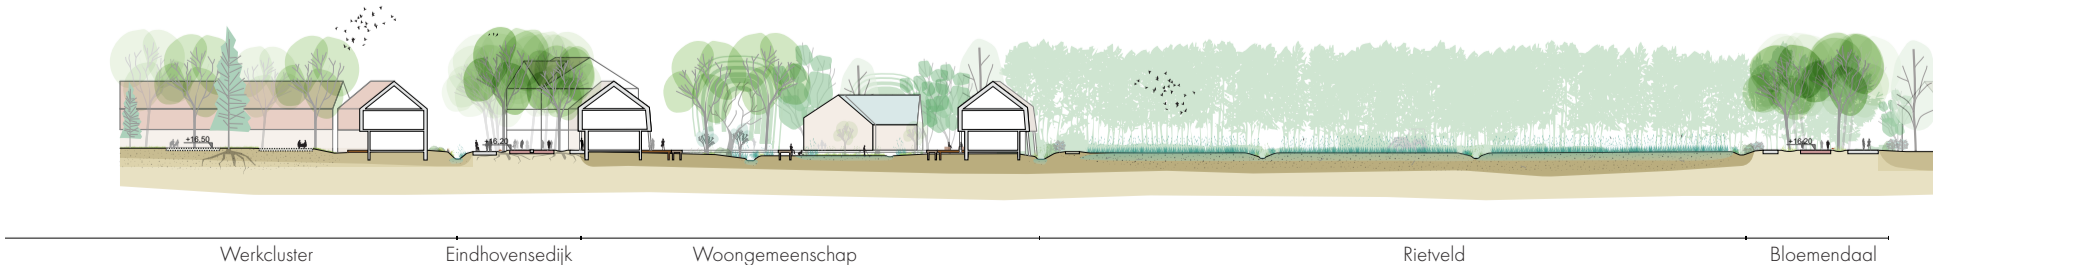 +16.50
+16.20
+16.20
Werkcluster
Eindhovensedijk
Woongemeenschap
Rietveld
Bloemendaal